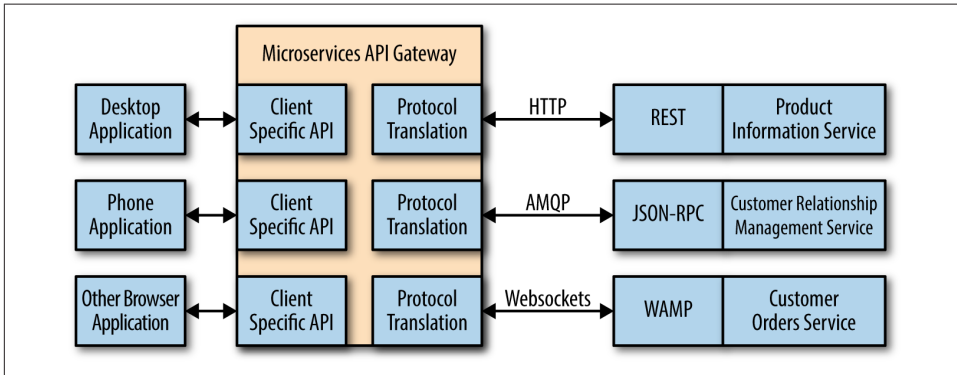 Microservices API Gateway
Desktop
Application
Client
Specific API
Protocol
Translation
HTTP
REST
Product
Information Service
Phone
Application
Client
Specific API
Protocol
Translation
AMQP
JSON-RPC
Customer Relationship
Management Service
Other Browser
Application
Client
Specific API
Protocol
Translation
Websockets
WAMP
Customer
Orders Service